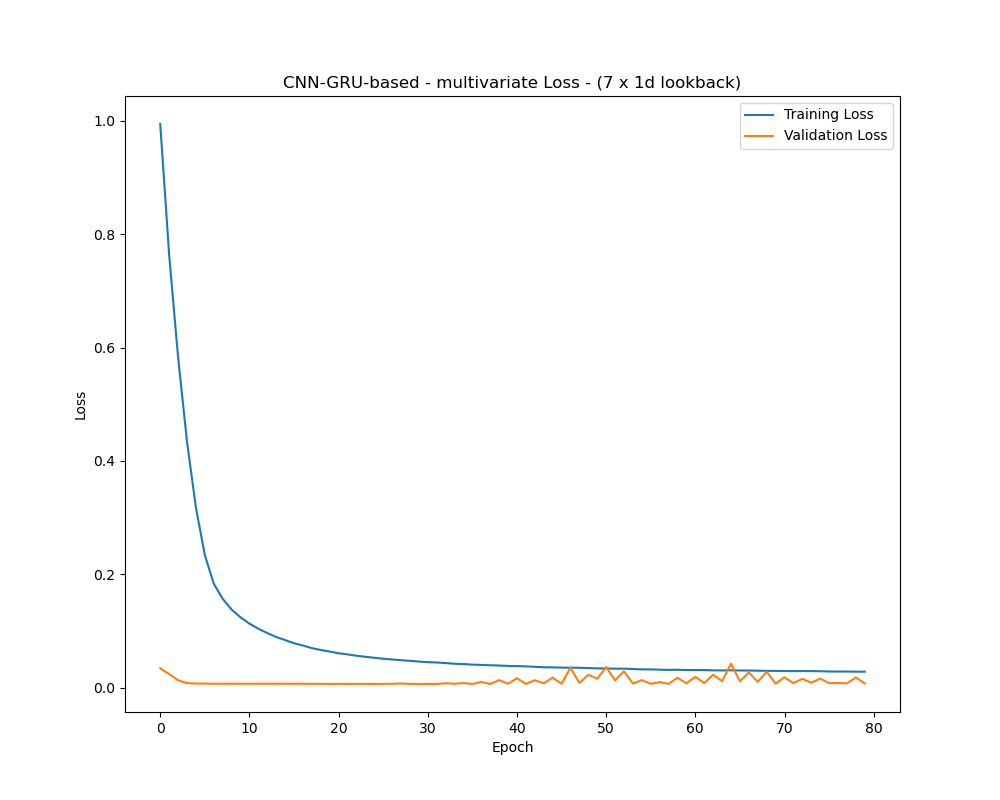 CNN-GRU-based - multivariate Loss - (7 x 1d lookback)
Training Loss
Validation Loss
1.0
0.8
0.6
0.4
0.2
0.0
Loss
0 10 20 30 40 50 60 70 80
Epoch